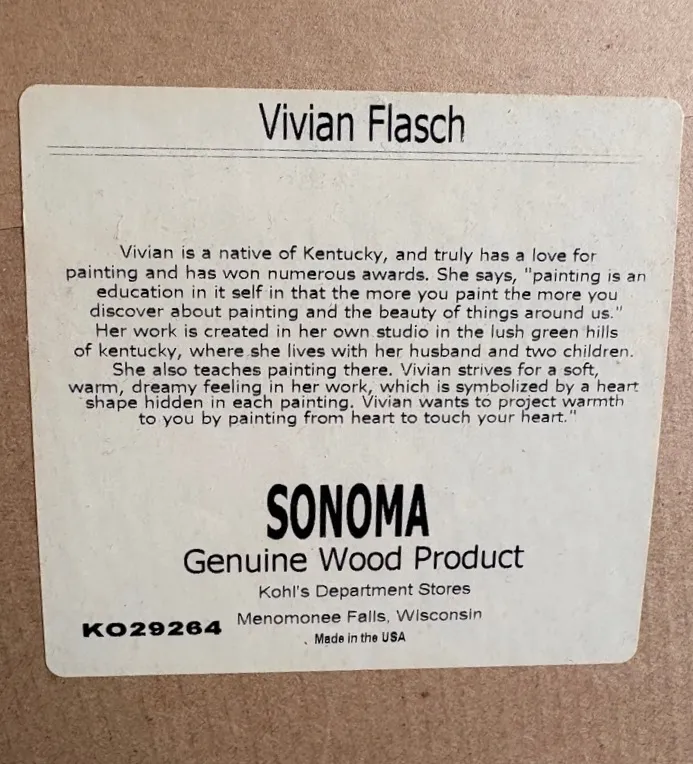 Vivian Flasch
Vivian is a native of Kentucky, and truly has a love for
painting and has won numerous awards. She says, "painting is an
education in it self in that the more you paint the more you
discover about painting and the beauty of things around us."
Her work is created in her own studio in the lush green hills
of kentucky, where she lives with her husband and two children.
She also teaches painting there. Vivian strives for a soft,
warm, dreamy feeling in her work, which is symbolized by a heart
shape hidden in each painting. Vivian wants to project warmth
to you by painting from heart to touch your heart."
SONOMA
Genuine Wood Product
Kohl's Department Stores
Menomonee Falls, Wisconsin
KO29264
Made in the USA